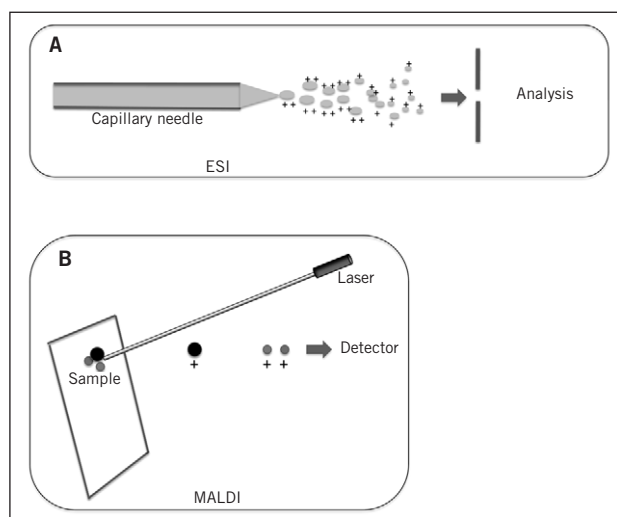 A
Capillary needle
Analysis
ESI
B
Laser
Sample
Detector
MALDI